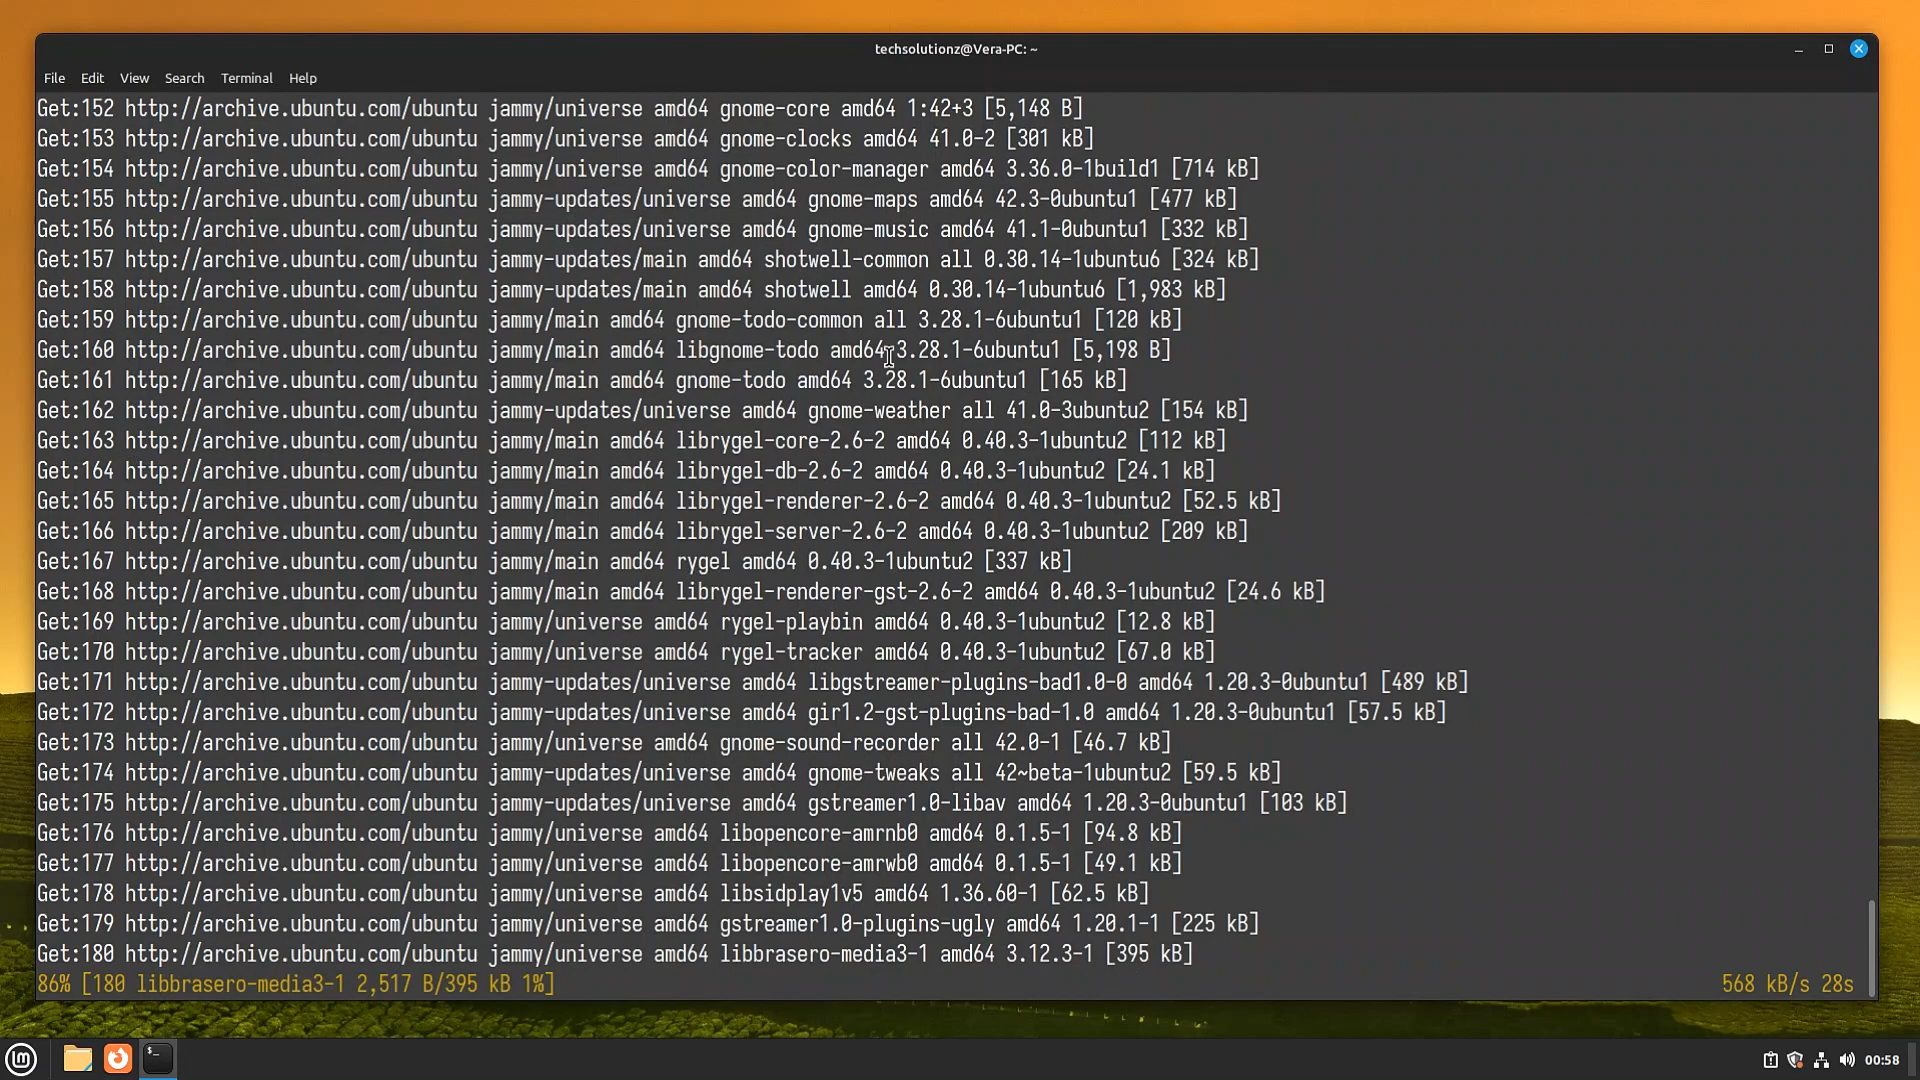 techsolutionz@Vera-PC: ~
File Edit View Search Terminal Help
Get:152 http://archive.ubuntu.com/ubuntu jammy/universe amd64 gnome-core amd64 1:42+3 [5,148 B]
Get:153 http://archive.ubuntu.com/ubuntu jammy/universe amd64 gnome-clocks amd64 41.0-2 [301 kB]
Get:154 http://archive.ubuntu.com/ubuntu jammy/universe amd64 gnome-color-manager amd64 3.36.0-1build1 [714 kB]
Get:155 http://archive.ubuntu.com/ubuntu jammy-updates/universe amd64 gnome-maps amd64 42.3-0ubuntu1 [477 kB]
Get:156 http://archive.ubuntu.com/ubuntu jammy-updates/universe amd64 gnome-music amd64 41.1-0ubuntu1 [332 kB]
Get:157 http://archive.ubuntu.com/ubuntu jammy-updates/main amd64 shotwell-common all 0.30.14-1ubuntu6 [324 kB]
Get:158 http://archive.ubuntu.com/ubuntu jammy-updates/main amd64 shotwell amd64 0.30.14-1ubuntu6 [1,983 kB]
Get:159 http://archive.ubuntu.com/ubuntu jammy/main amd64 gnome-todo-common all 3.28.1-6ubuntu1 [120 kB]
Get:160 http://archive.ubuntu.com/ubuntu jammy/main amd64 libgnome-todo amd64 3.28.1-6ubuntu1 [5,198 B]
Get:161 http://archive.ubuntu.com/ubuntu jammy/main amd64 gnome-todo amd64 3.28.1-6ubuntu1 [165 kB]
Get:162 http://archive.ubuntu.com/ubuntu jammy-updates/universe amd64 gnome-weather all 41.0-3ubuntu2 [154 kB]
Get:163 http://archive.ubuntu.com/ubuntu jammy/main amd64 librygel-core-2.6-2 amd64 0.40.3-1ubuntu2 [112 kB]
Get:164 http://archive.ubuntu.com/ubuntu jammy/main amd64 librygel-db-2.6-2 amd64 0.40.3-1ubuntu2 [24.1 kB]
Get:165 http://archive.ubuntu.com/ubuntu jammy/main amd64 librygel-renderer-2.6-2 amd64 0.40.3-1ubuntu2 [52.5 kB]
Get:166 http://archive.ubuntu.com/ubuntu jammy/main amd64 librygel-server-2.6-2 amd64 0.40.3-1ubuntu2 [209 kB]
Get:167 http://archive.ubuntu.com/ubuntu jammy/main amd64 rygel amd64 0.40.3-1ubuntu2 [337 kB]
Get:168 http://archive.ubuntu.com/ubuntu jammy/main amd64 librygel-renderer-gst-2.6-2 amd64 0.40.3-1ubuntu2 [24.6 kB]
Get:169 http://archive.ubuntu.com/ubuntu jammy/universe amd64 rygel-playbin amd64 0.40.3-1ubuntu2 [12.8 kB]
Get:170 http://archive.ubuntu.com/ubuntu jammy/universe amd64 rygel-tracker amd64 0.40.3-1ubuntu2 [67.0 kB]
Get:171 http://archive.ubuntu.com/ubuntu jammy-updates/universe amd64 libgstreamer-plugins-bad1.0-0 amd64 1.20.3-0ubuntu1 [489 kB]
Get:172 http://archive.ubuntu.com/ubuntu jammy-updates/universe amd64 gir1.2-gst-plugins-bad-1.0 amd64 1.20.3-0ubuntu1 [57.5 kB]
Get:173 http://archive.ubuntu.com/ubuntu jammy/universe amd64 gnome-sound-recorder all 42.0-1 [46.7 kB]
Get:174 http://archive.ubuntu.com/ubuntu jammy-updates/universe amd64 gnome-tweaks all 42~beta-1ubuntu2 [59.5 kB]
Get:175 http://archive.ubuntu.com/ubuntu jammy-updates/universe amd64 gstreamer1.0-libav amd64 1.20.3-0ubuntu1 [103 kB]
Get:176 http://archive.ubuntu.com/ubuntu jammy/universe amd64 libopencore-amrnb0 amd64 0.1.5-1 [94.8 kB]
Get:177 http://archive.ubuntu.com/ubuntu jammy/universe amd64 libopencore-amrwb0 amd64 0.1.5-1 [49.1 kB]
Get:178 http://archive.ubuntu.com/ubuntu jammy/universe amd64 libsidplay1v5 amd64 1.36.60-1 [62.5 kB]
Get:179 http://archive.ubuntu.com/ubuntu jammy/universe amd64 gstreamer1.0-plugins-ugly amd64 1.20.1-1 [225 kB]
Get:180 http://archive.ubuntu.com/ubuntu jammy/universe amd64 libbrasero-media3-1 amd64 3.12.3-1 [395 kB]
86% [180 libbrasero-media3-1 2,517 B/395 kB 1%] 568 kB/s 28s
00:58